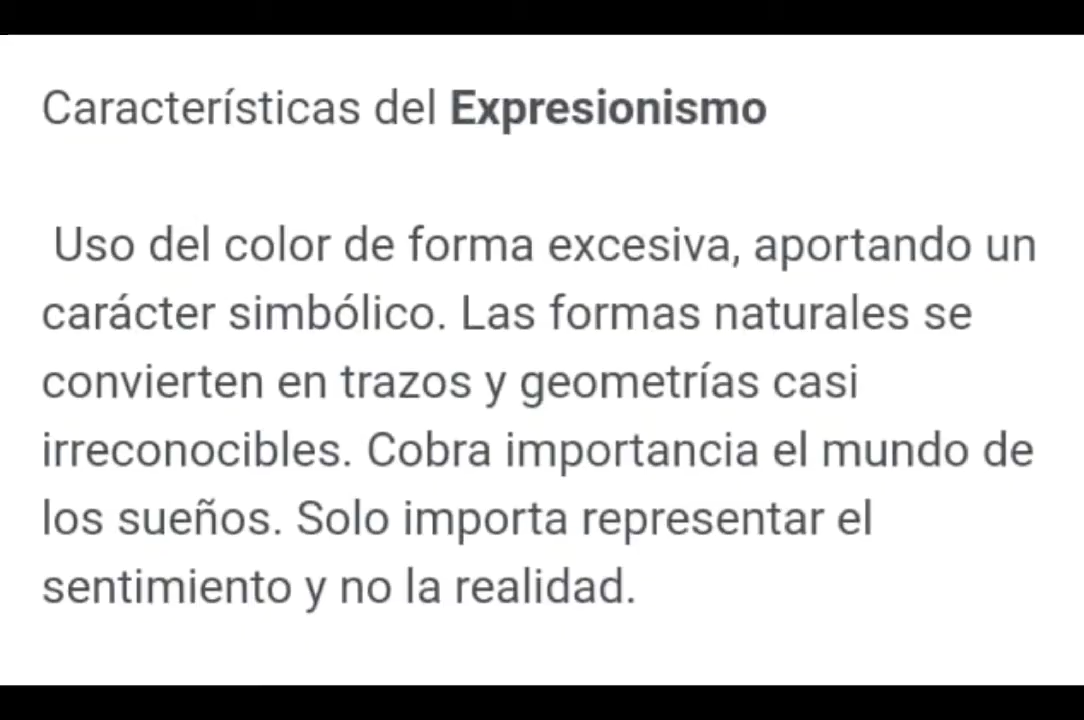 Características del Expresionismo
Uso del color de forma excesiva, aportando un
carácter simbólico. Las formas naturales se
convierten en trazos y geometrías casi
irreconocibles. Cobra importancia el mundo de
los sueños. Solo importa representar el
sentimiento y no la realidad.